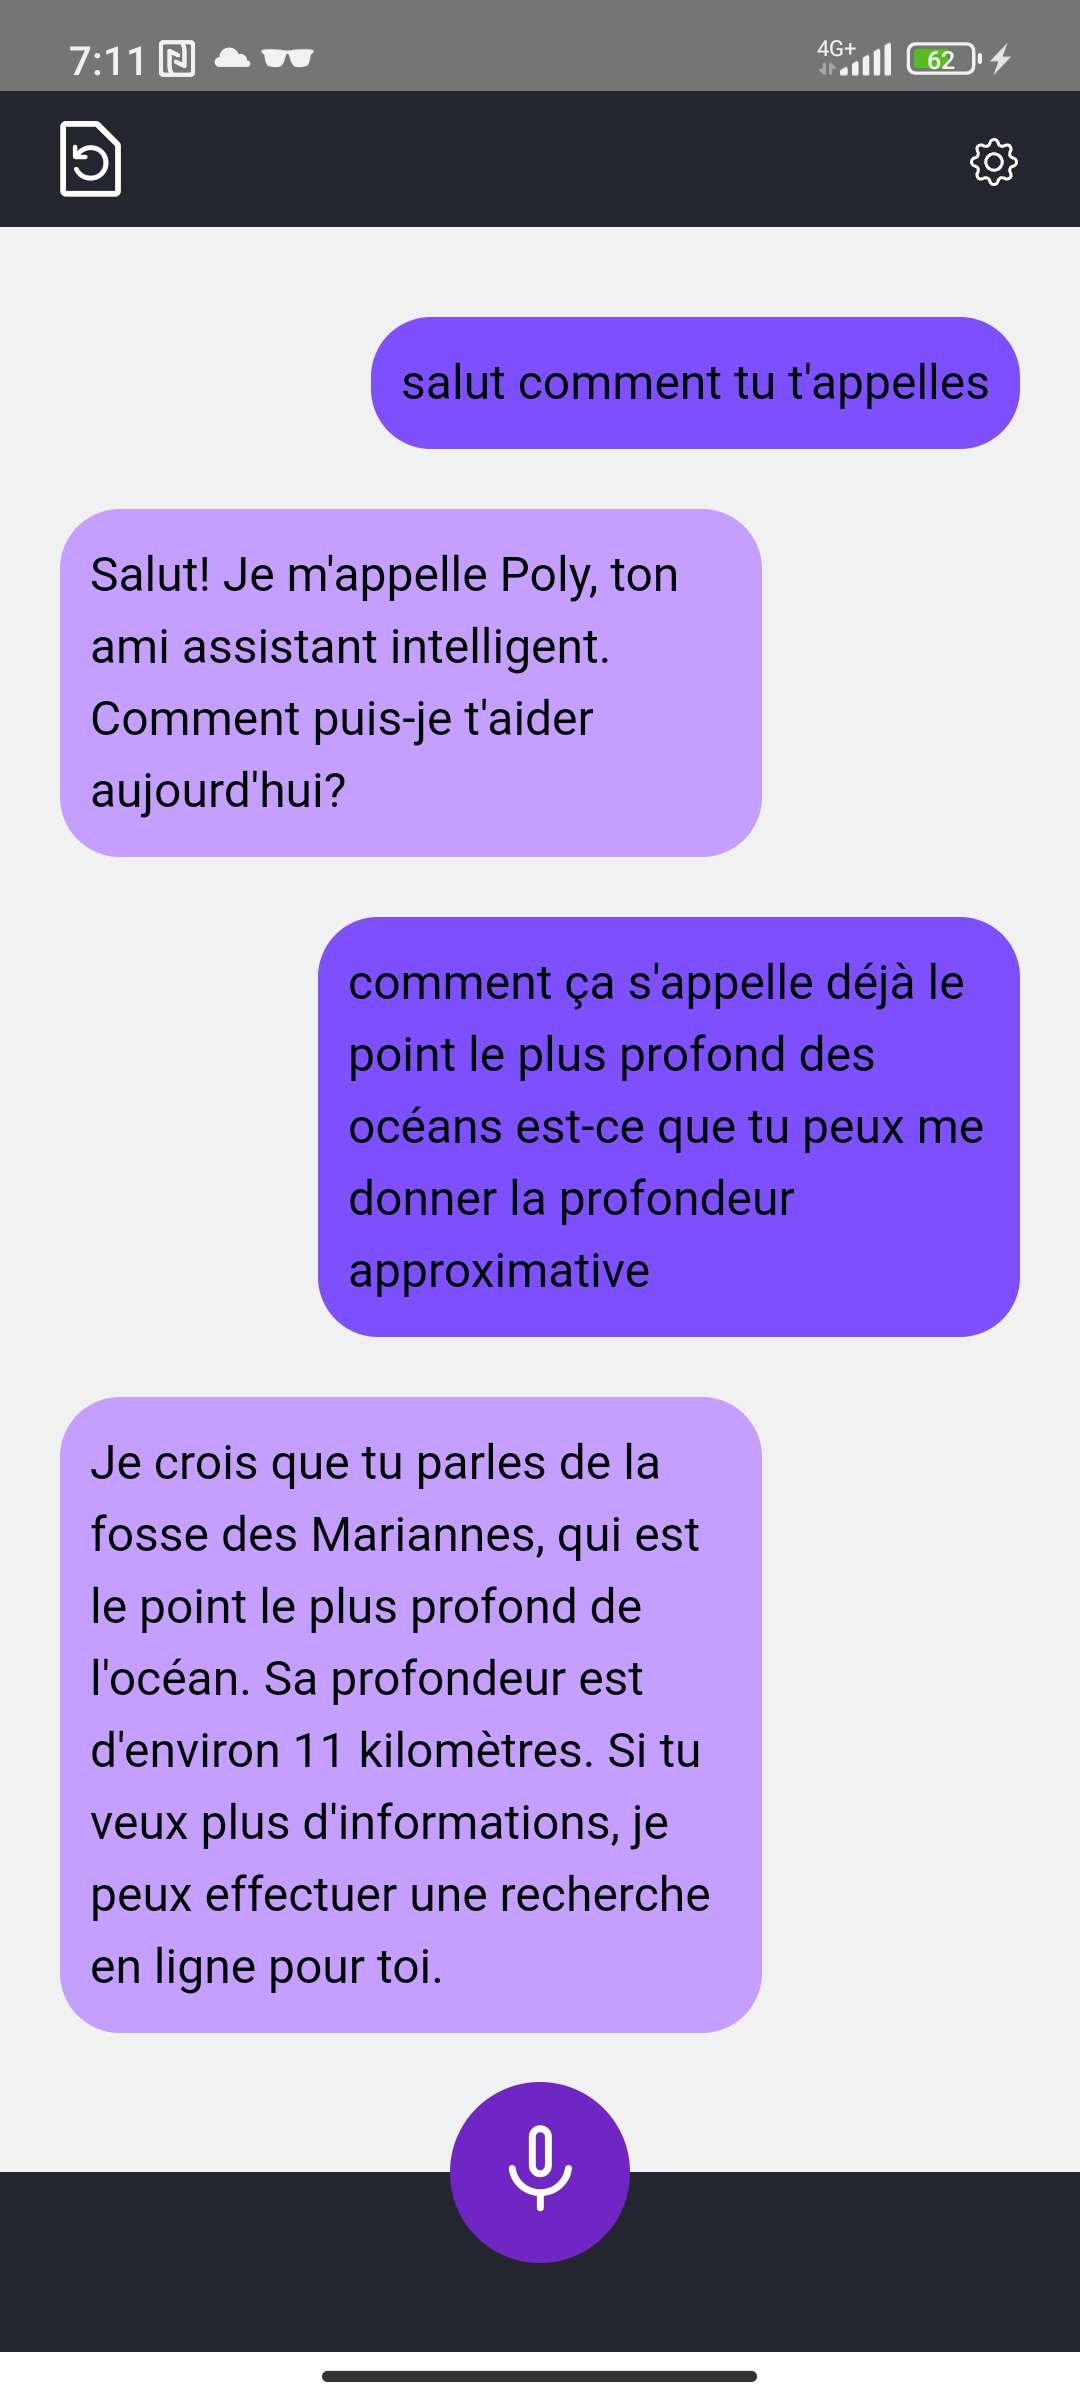 7:11
4G+
62
salut comment tu t'appelles
Salut! Je m'appelle Poly, ton
ami assistant intelligent.
Comment puis-je t'aider
aujourd'hui?
comment ça s'appelle déjà le
point le plus profond des
océans est-ce que tu peux me
donner la profondeur
approximative
Je crois que tu parles de la
fosse des Mariannes, qui est
le point le plus profond de
l'océan. Sa profondeur est
d'environ 11 kilomètres. Si tu
veux plus d'informations, je
peux effectuer une recherche
en ligne pour toi.